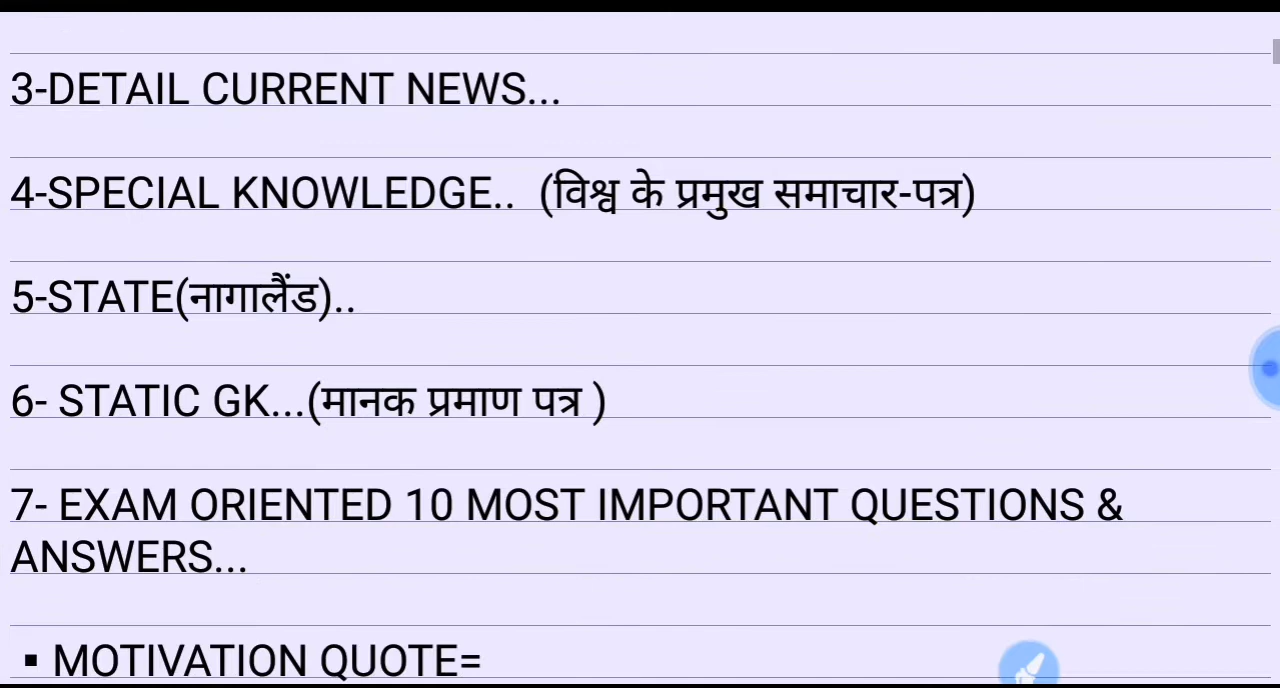 3-DETAIL CURRENT NEWS...
4-SPECIAL KNOWLEDGE.. (विश्व के प्रमुख समाचार-पत्र)
5-STATE(नागालैंड)..
6- STATIC GK...(मानक प्रमाण पत्र )
7- EXAM ORIENTED 10 MOST IMPORTANT QUESTIONS &
ANSWERS...
▪ MOTIVATION QUOTE=